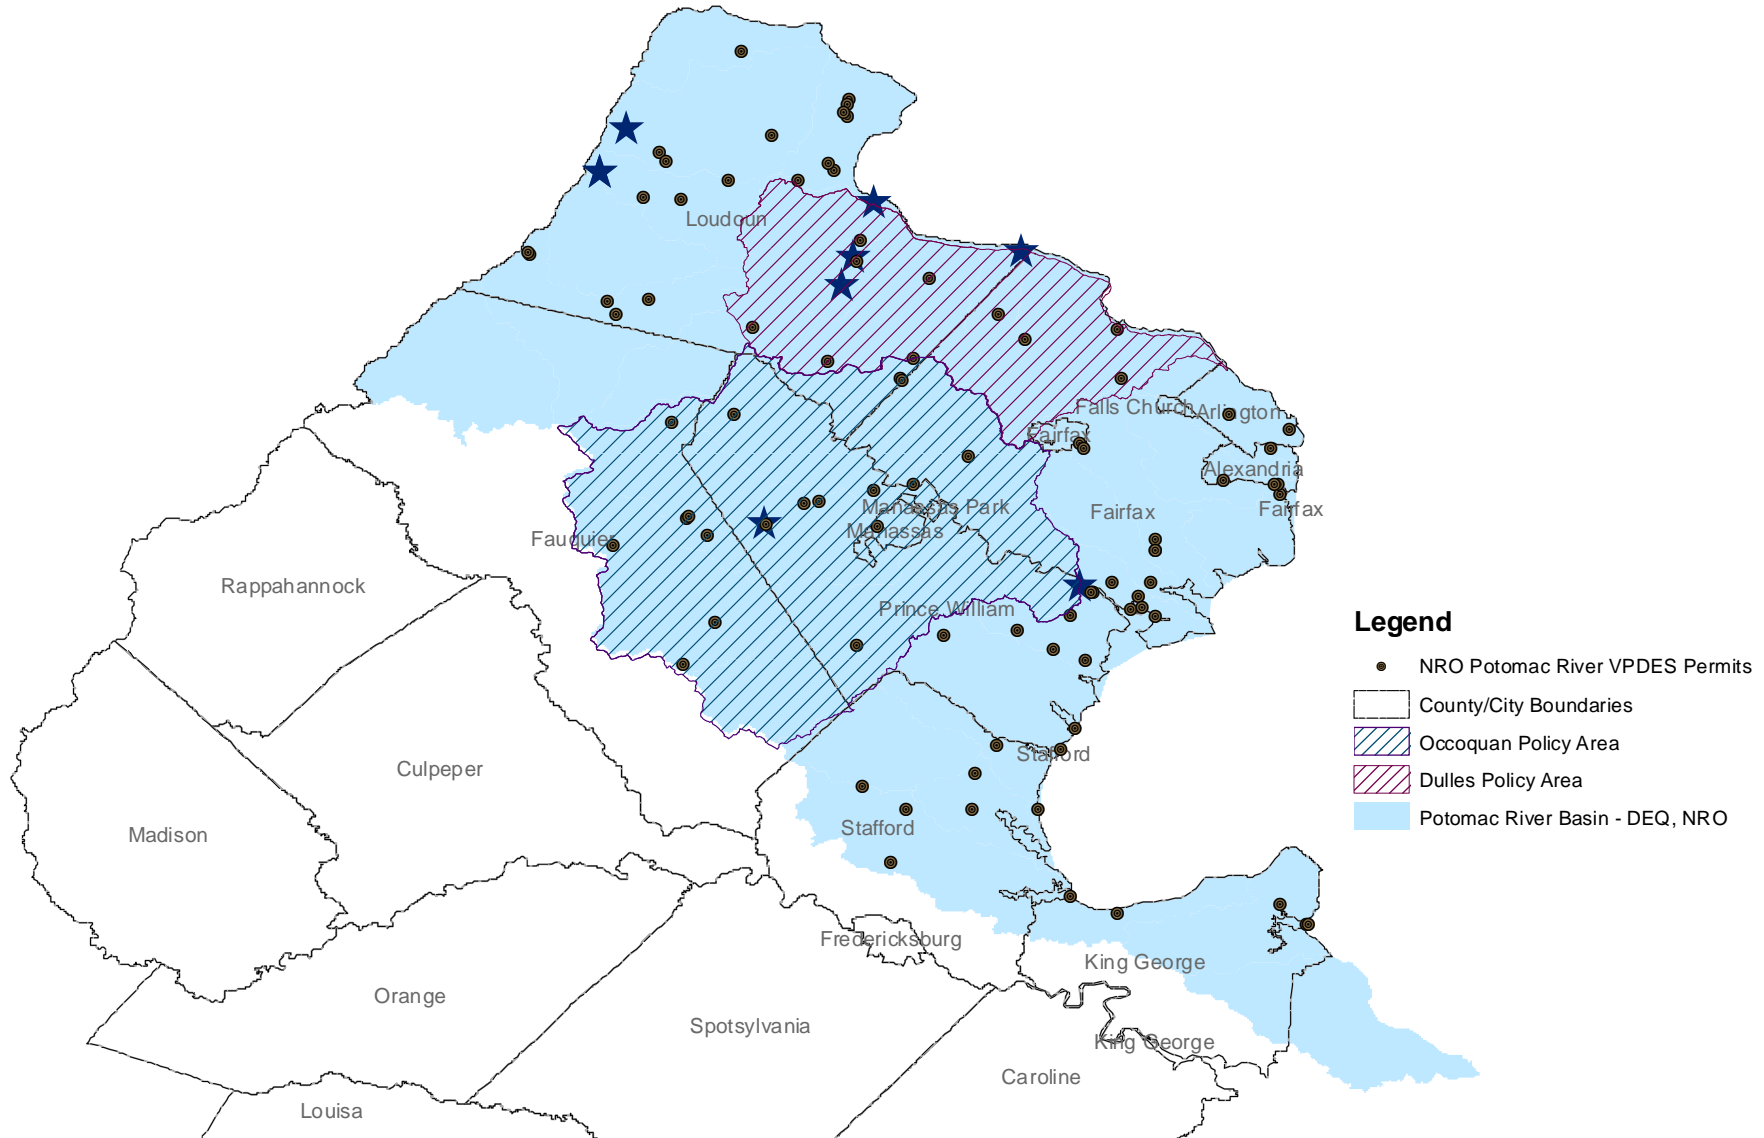 Loudoun
Falls Church
Arlington
Fairfax
Alexandria
Fairfax
Fairfax
Manassas Park
Manassas
Fauquier
Rappahannock
Prince William
Legend
NRO Potomac River VPDES Permits
County/City Boundaries
Occoquan Policy Area
Dulles Policy Area
Potomac River Basin - DEQ, NRO
Stafford
Culpeper
Stafford
Madison
Fredericksburg
King George
Orange
Spotsylvania
King George
Caroline
Louisa